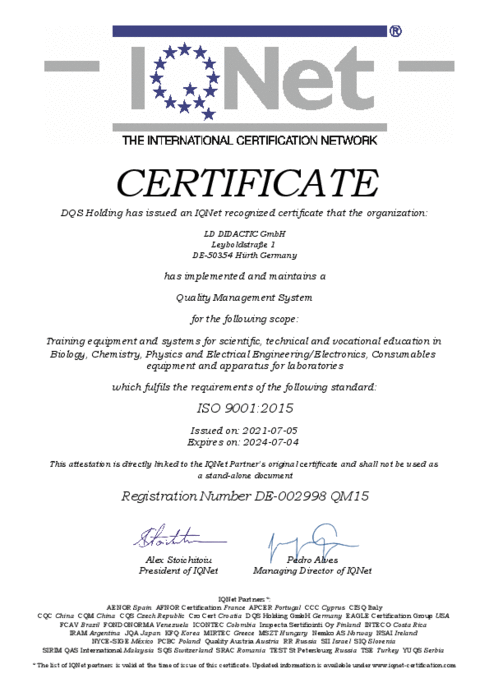 IQNet ®
THE INTERNATIONAL CERTIFICATION NETWORK
CERTIFICATE
DQS Holding has issued an IQNet recognized certificate that the organization:
LD DIDACTIC GmbH
Leyboldstraße 1
DE-50354 Hürth Germany
has implemented and maintains a
Quality Management System
for the following scope:
Training equipment and systems for scientific, technical and vocational education in
Biology, Chemistry, Physics and Electrical Engineering/Electronics, Consumables
equipment and apparatus for laboratories
which fulfils the requirements of the following standard:
ISO 9001:2015
Issued on: 2021-07-05
Expires on: 2024-07-04
This attestation is directly linked to the IQNet Partner's original certificate and shall not be used as
a stand-alone document
Registration Number DE-002998 QM15
Alex Stoichitoiu Pedro Alves
President of IQNet Managing Director of IQNet
IQNet Partners*:
AENOR Spain AFNOR Certification France APCER Portugal CCC Cyprus CISQ Italy
CQC China CQM China CQS Czech Republic Cro Cert Croatia DQS Holding GmbH Germany EAGLE Certification Group USA
FCAV Brazil FONDONORMA Venezuela ICONTEC Colombia Inspecta Sertifiointi Oy Finland INTECO Costa Rica
IRAM Argentina JQA Japan KFQ Korea MIRTEC Greece MSZT Hungary Nemko AS Norway NSAI Ireland
NYCE-SIGE México PCBC Poland Quality Austria Austria RR Russia SII Israel SIQ Slovenia
SIRIM QAS International Malaysia SQS Switzerland SRAC Romania TEST St Petersburg Russia TSE Turkey YUQS Serbia
* The list of IQNet partners is valid at the time of issue of this certificate. Updated information is available under www.iqnet-certification.com